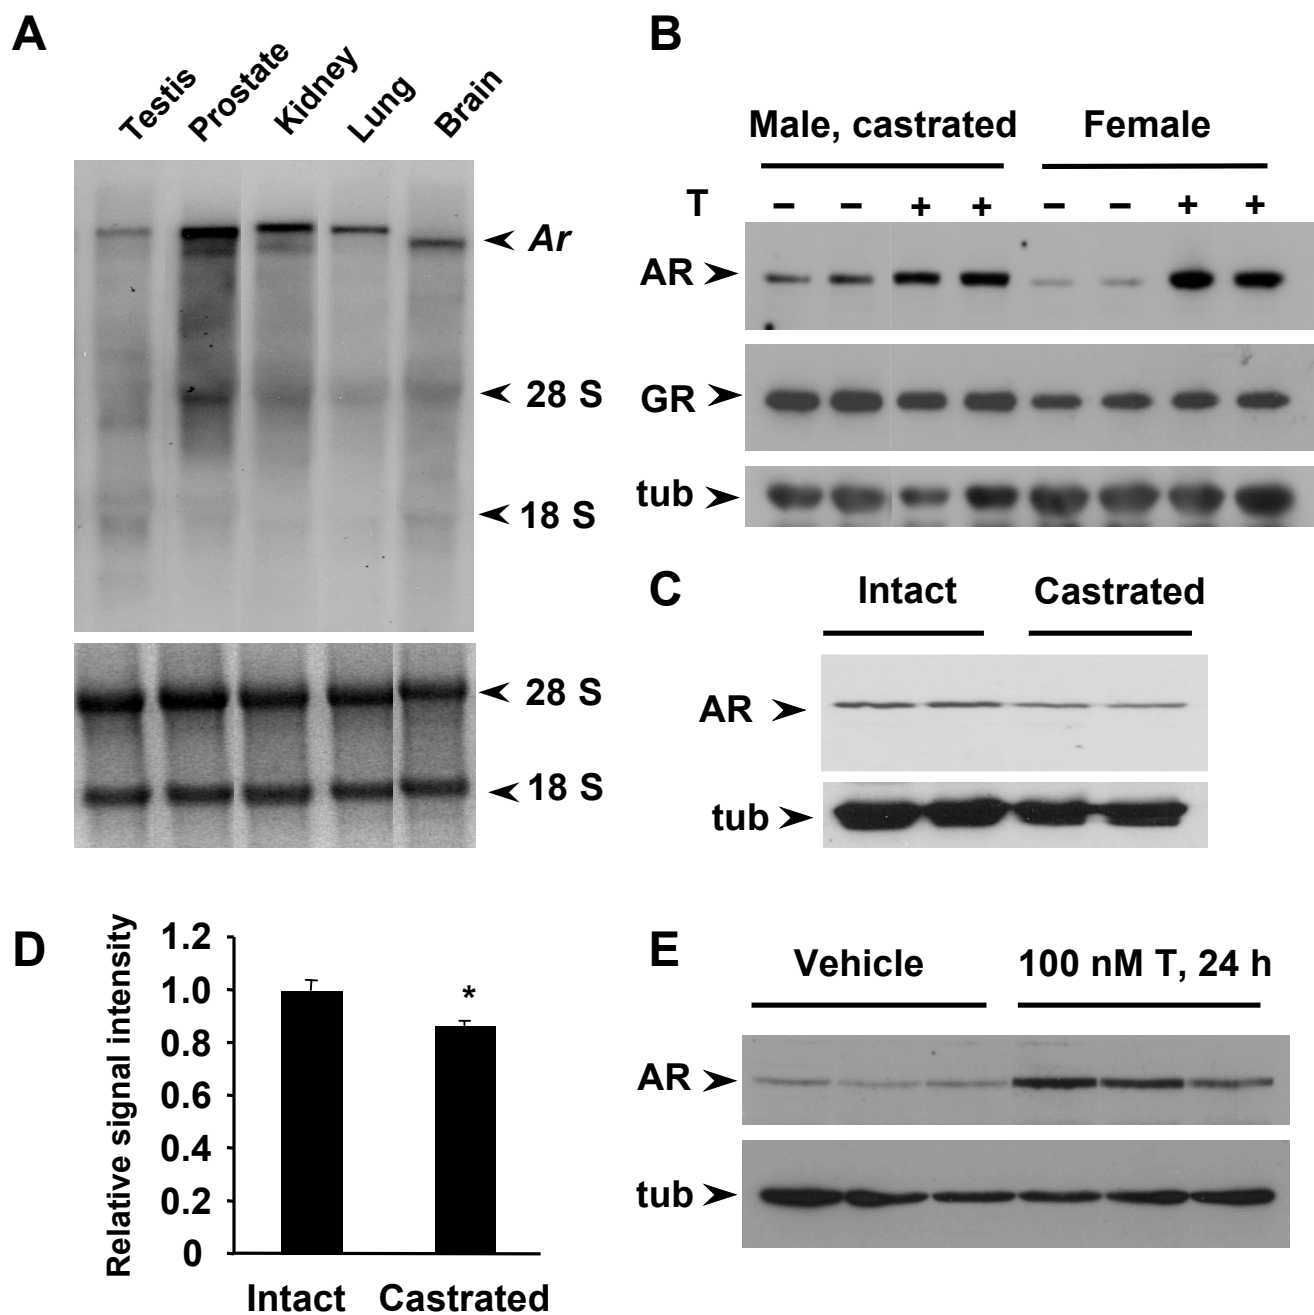 A
Testis Prostate Kidney Lung Brain
Ar
28 S
18 S
28 S
18 S
B
Male, castrated Female
T − − + + − − + +
AR
GR
tub
C
Intact Castrated
AR
tub
D
Relative signal intensity
1.2
1.0
0.8
0.6
0.4
0.2
0
*
Intact Castrated
E
Vehicle 100 nM T, 24 h
AR
tub